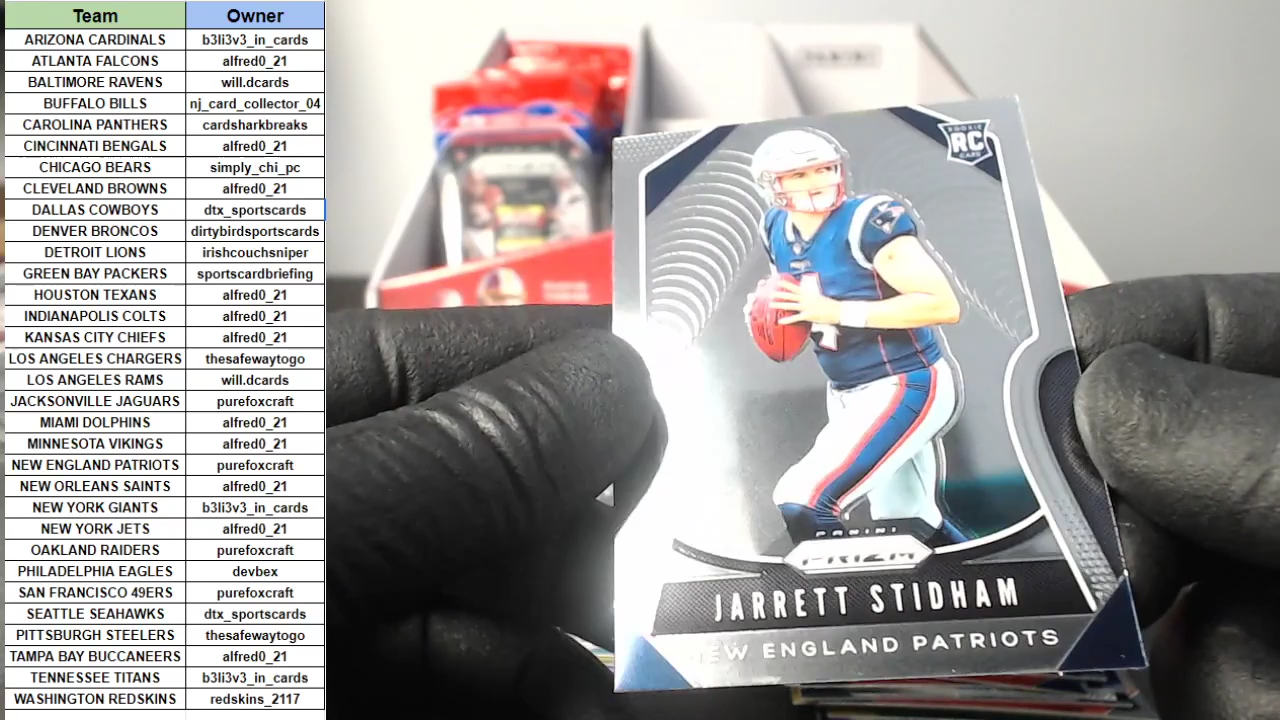 Team Owner
ARIZONA CARDINALS b3li3v3_in_cards
ATLANTA FALCONS alfred0_21
BALTIMORE RAVENS will.dcards
BUFFALO BILLS nj_card_collector_04
CAROLINA PANTHERS cardsharkbreaks
CINCINNATI BENGALS alfred0_21
CHICAGO BEARS simply_chi_pc
CLEVELAND BROWNS alfred0_21
DALLAS COWBOYS dtx_sportscards
DENVER BRONCOS dirtybirdsportscards
DETROIT LIONS irishcouchsniper
GREEN BAY PACKERS sportscardbriefing
HOUSTON TEXANS alfred0_21
INDIANAPOLIS COLTS alfred0_21
KANSAS CITY CHIEFS alfred0_21
LOS ANGELES CHARGERS thesafewaytogo
LOS ANGELES RAMS will.dcards
JACKSONVILLE JAGUARS purefoxcraft
MIAMI DOLPHINS alfred0_21
MINNESOTA VIKINGS alfred0_21
NEW ENGLAND PATRIOTS purefoxcraft
NEW ORLEANS SAINTS alfred0_21
NEW YORK GIANTS b3li3v3_in_cards
NEW YORK JETS alfred0_21
OAKLAND RAIDERS purefoxcraft
PHILADELPHIA EAGLES devbex
SAN FRANCISCO 49ERS purefoxcraft
SEATTLE SEAHAWKS dtx_sportscards
PITTSBURGH STEELERS thesafewaytogo
TAMPA BAY BUCCANEERS alfred0_21
TENNESSEE TITANS b3li3v3_in_cards
WASHINGTON REDSKINS redskins_2117
PANINI
ROOKIE
RC
CARD
4
PANINI
PRIZM
JARRETT STIDHAM
NEW ENGLAND PATRIOTS